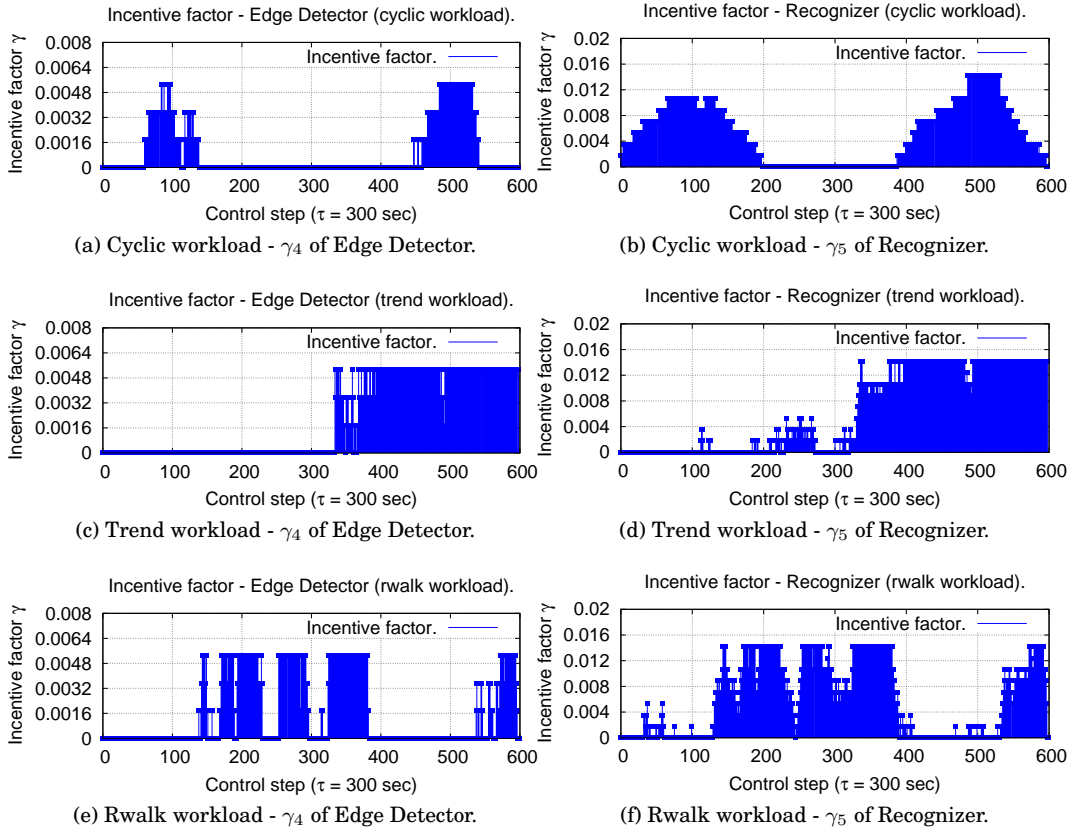 Incentive factor - Edge Detector (cyclic workload).
Incentive factor γ
0.008
0.0064
0.0048
0.0032
0.0016
0
Incentive factor.
0 100 200 300 400 500 600
Control step (τ = 300 sec)
(a) Cyclic workload - γ4 of Edge Detector.
Incentive factor - Recognizer (cyclic workload).
Incentive factor γ
0.02
0.016
0.012
0.008
0.004
0
Incentive factor.
0 100 200 300 400 500 600
Control step (τ = 300 sec)
(b) Cyclic workload - γ5 of Recognizer.
Incentive factor - Edge Detector (trend workload).
Incentive factor γ
0.008
0.0064
0.0048
0.0032
0.0016
0
Incentive factor.
0 100 200 300 400 500 600
Control step (τ = 300 sec)
(c) Trend workload - γ4 of Edge Detector.
Incentive factor - Recognizer (trend workload).
Incentive factor γ
0.02
0.016
0.012
0.008
0.004
0
Incentive factor.
0 100 200 300 400 500 600
Control step (τ = 300 sec)
(d) Trend workload - γ5 of Recognizer.
Incentive factor - Edge Detector (rwalk workload).
Incentive factor γ
0.008
0.0064
0.0048
0.0032
0.0016
0
Incentive factor.
0 100 200 300 400 500 600
Control step (τ = 300 sec)
(e) Rwalk workload - γ4 of Edge Detector.
Incentive factor - Recognizer (rwalk workload).
Incentive factor γ
0.02
0.016
0.012
0.008
0.004
0
Incentive factor.
0 100 200 300 400 500 600
Control step (τ = 300 sec)
(f) Rwalk workload - γ5 of Recognizer.